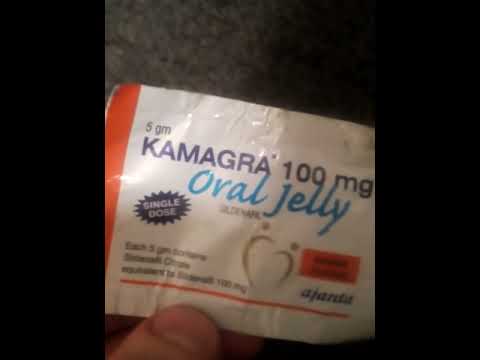 5 gm
KAMAGRA® 100 mg
Oral Jelly
SINGLE
DOSE
Each 5 gm contains
Sildenafil Citrate
equivalent to Sildenafil 100 mg
ajanta